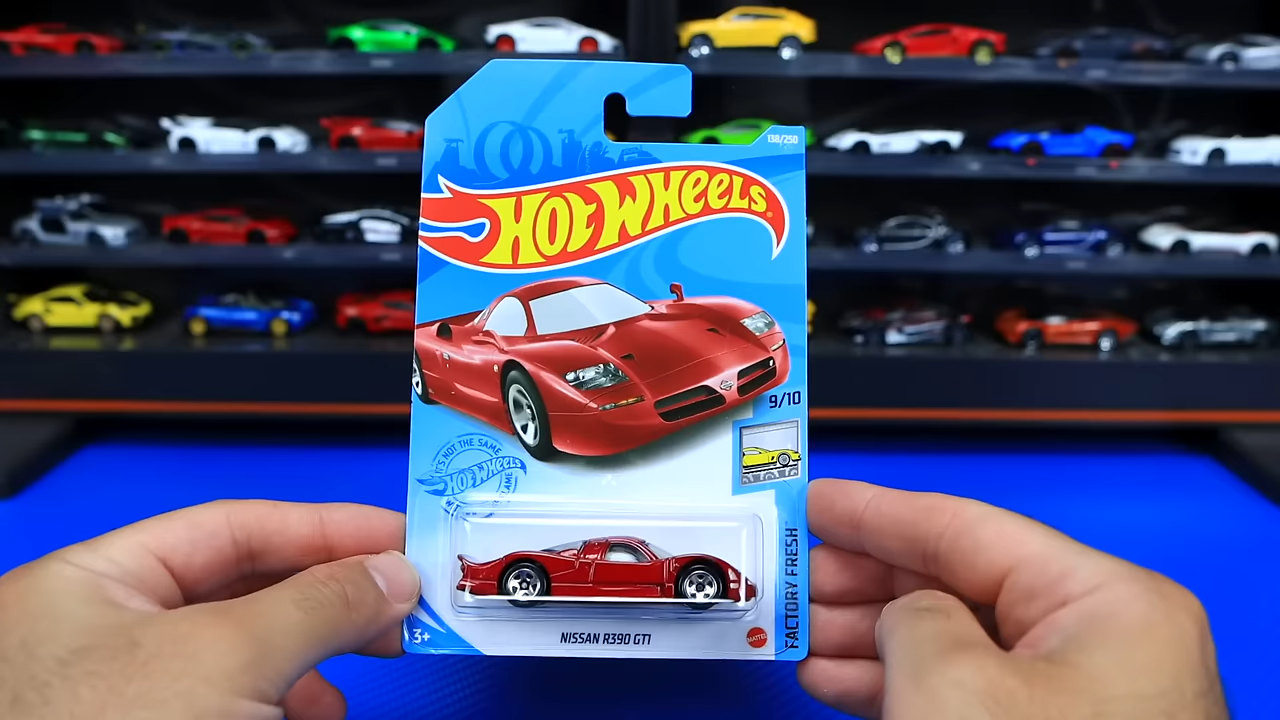 138/250
HOT WHEELS
9/10
IT'S NOT THE SAME
HOT WHEELS
FACTORY FRESH
NISSAN R390 GT1
MATTEL
3+